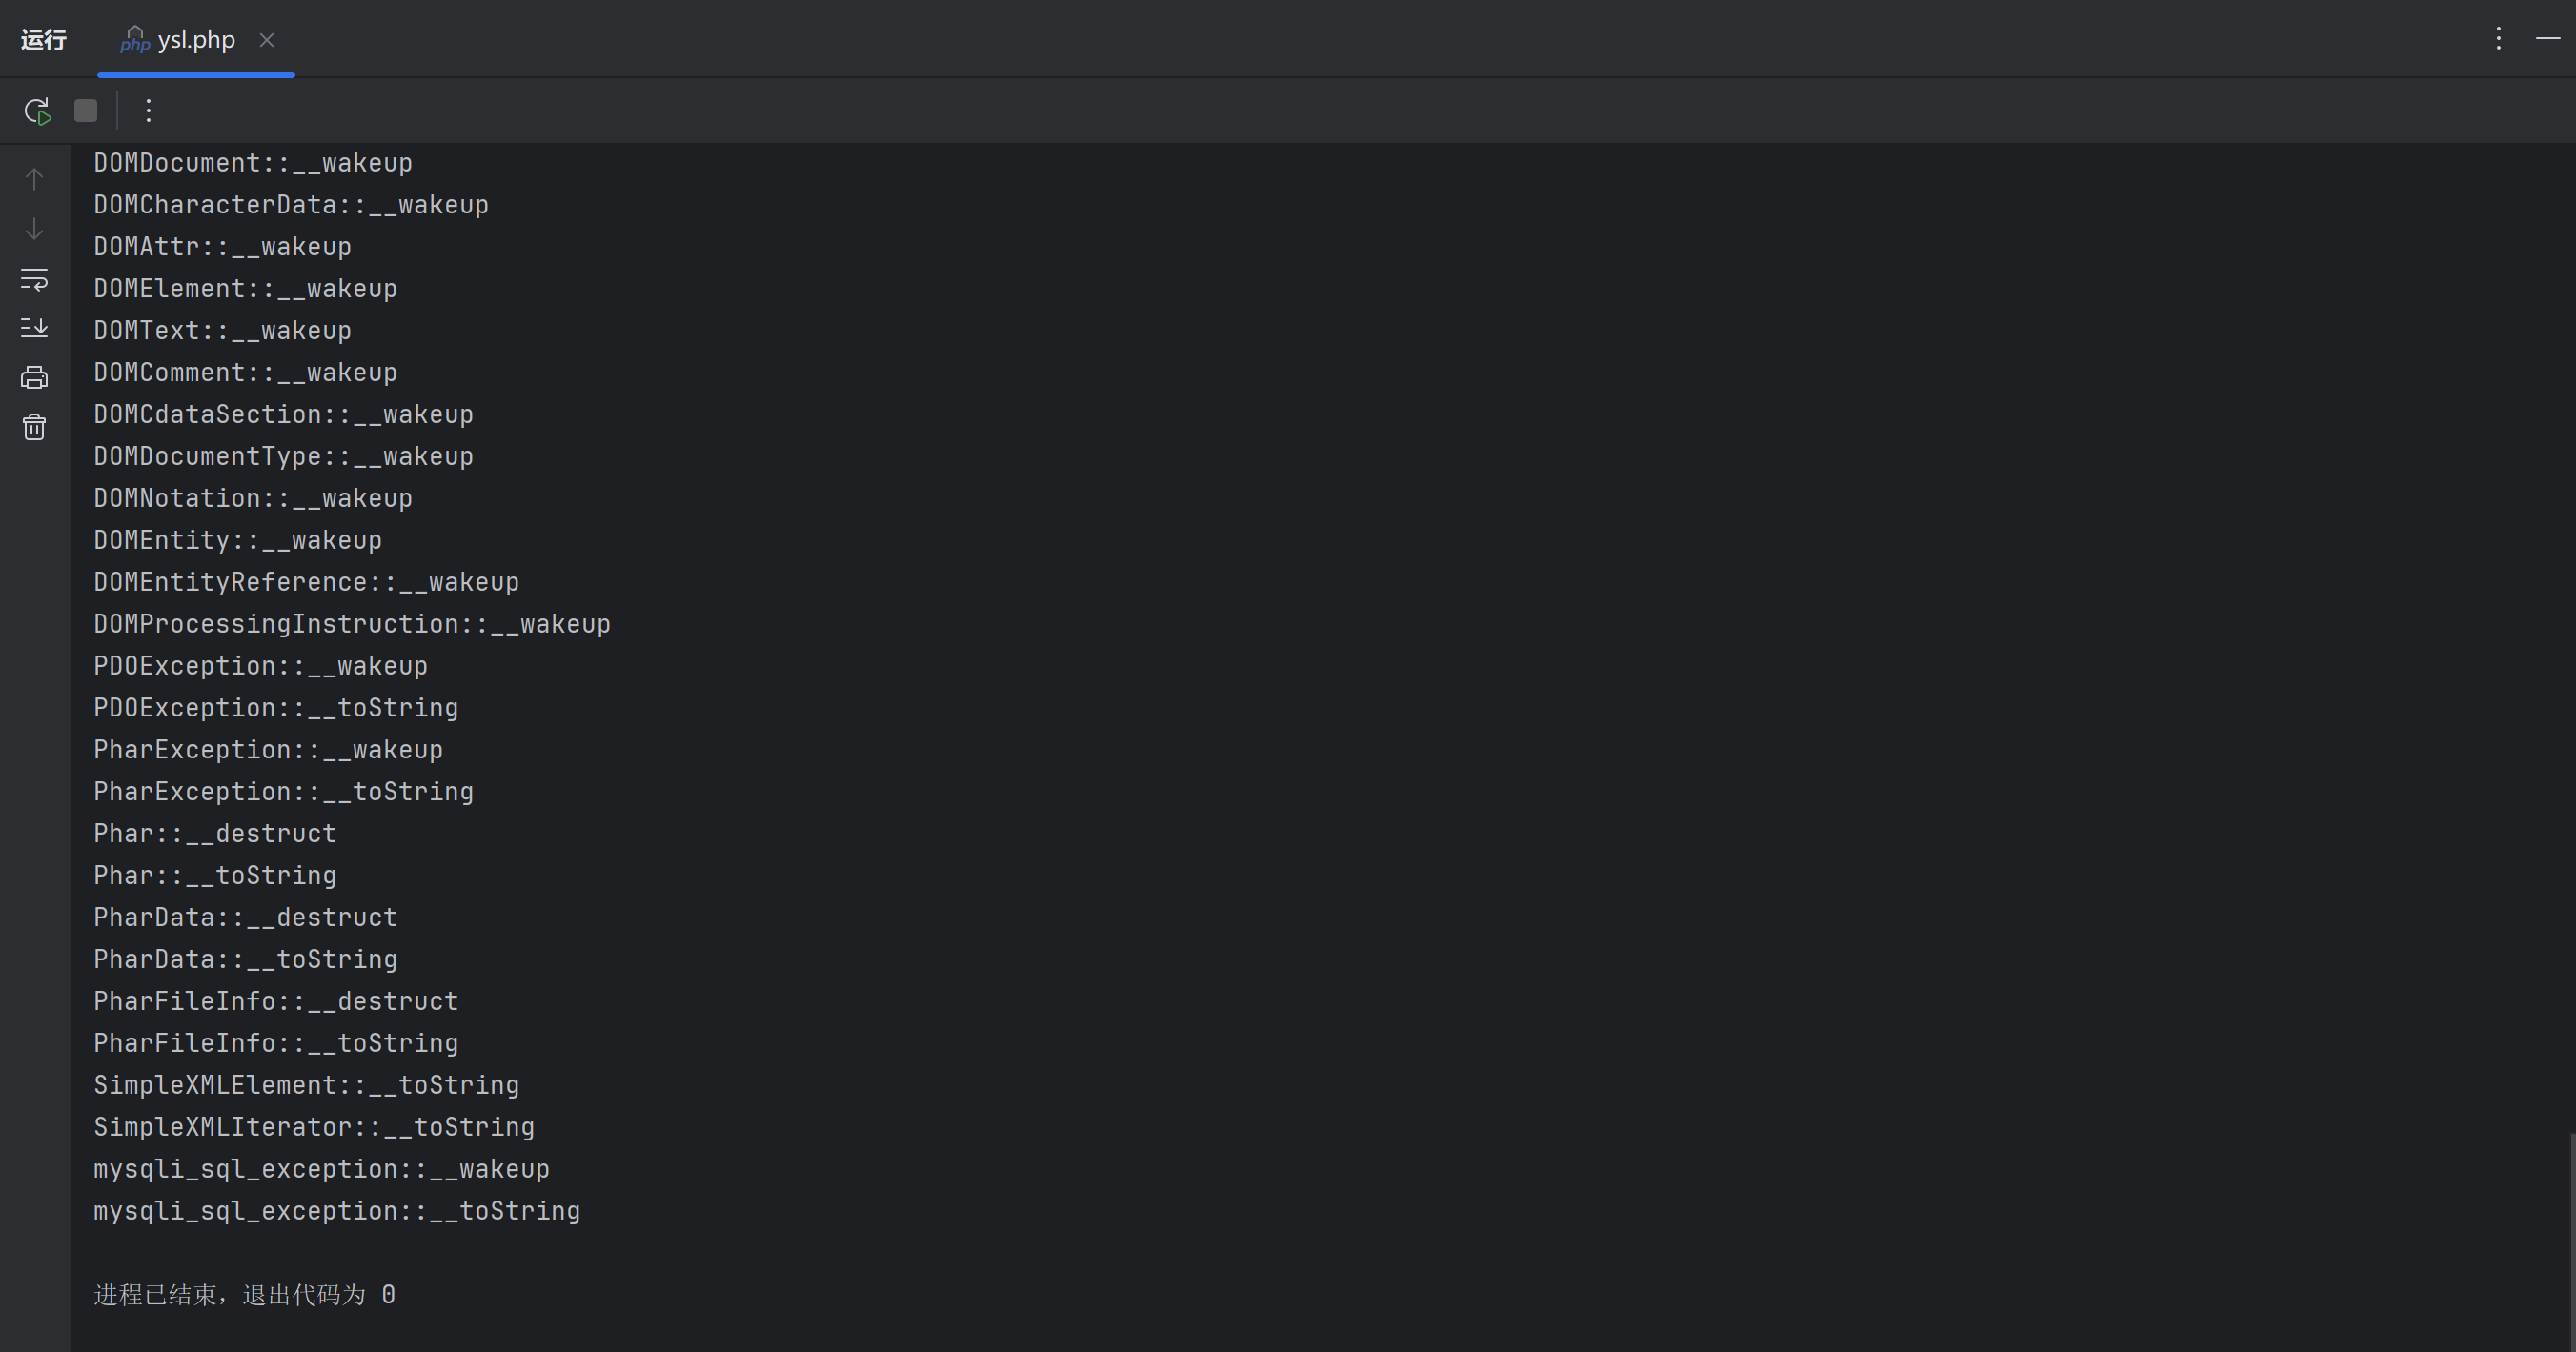 运行 php ysl.php
DOMDocument::__wakeup
DOMCharacterData::__wakeup
DOMAttr::__wakeup
DOMElement::__wakeup
DOMText::__wakeup
DOMComment::__wakeup
DOMCdataSection::__wakeup
DOMDocumentType::__wakeup
DOMNotation::__wakeup
DOMEntity::__wakeup
DOMEntityReference::__wakeup
DOMProcessingInstruction::__wakeup
PDOException::__wakeup
PDOException::__toString
PharException::__wakeup
PharException::__toString
Phar::__destruct
Phar::__toString
PharData::__destruct
PharData::__toString
PharFileInfo::__destruct
PharFileInfo::__toString
SimpleXMLElement::__toString
SimpleXMLIterator::__toString
mysqli_sql_exception::__wakeup
mysqli_sql_exception::__toString
进程已结束，退出代码为 0